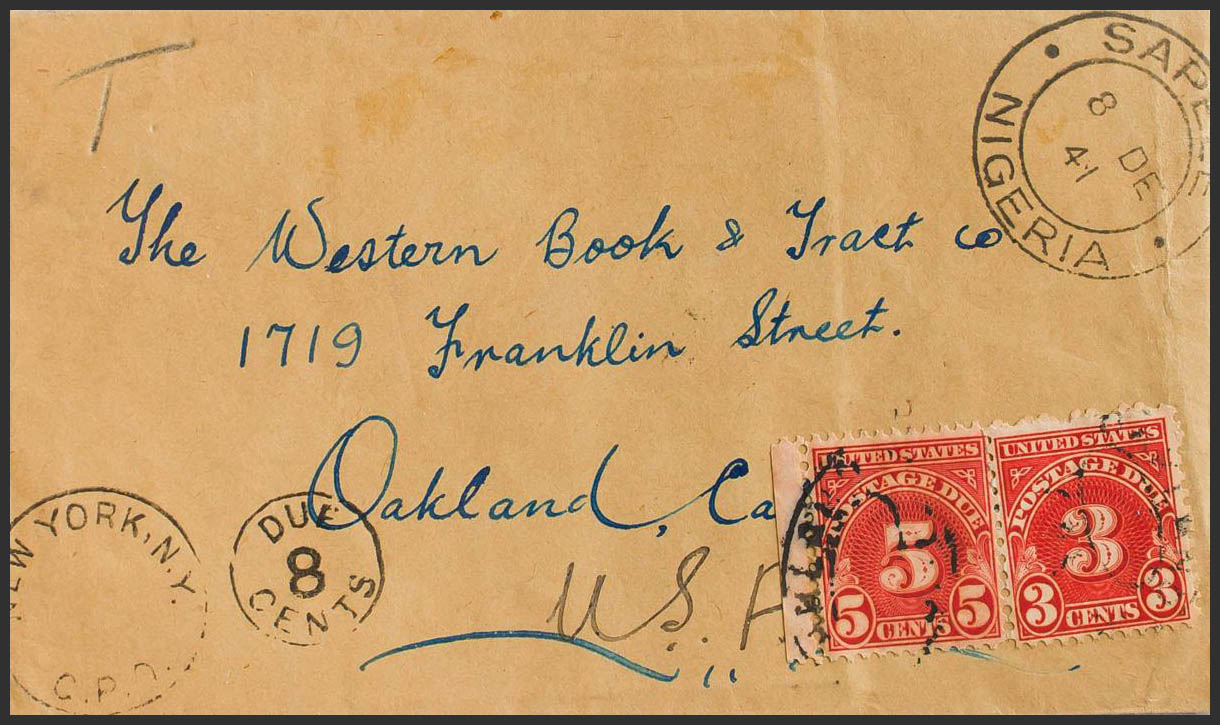 T
SAPELE
NIGERIA
8 DE
41
The Western Book & Tract Co
1719 Franklin Street.
Oakland, Ca
U.S.A
NEW YORK, N.Y.
G.P.O.
DUE
8
CENTS
UNITED STATES
POSTAGE DUE
5
5 CENTS 5
UNITED STATES
POSTAGE DUE
3
3 CENTS 3